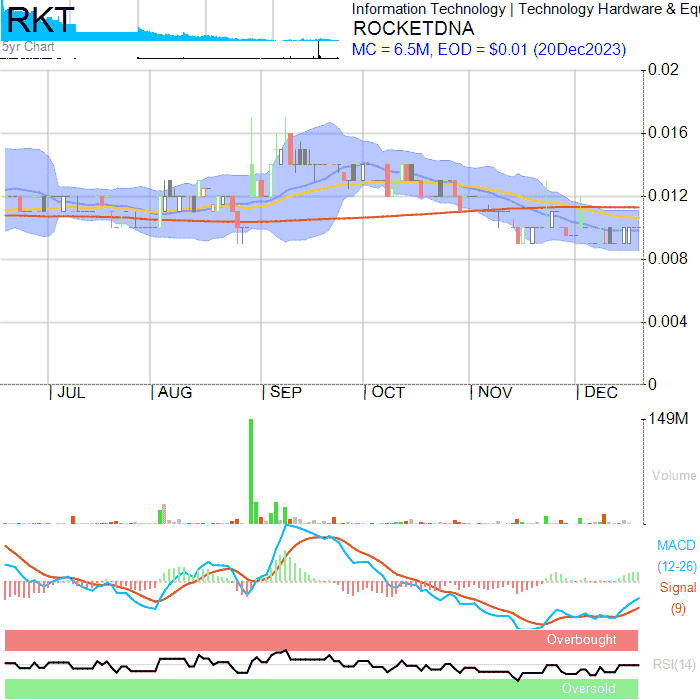 RKT
5yr Chart
Information Technology | Technology Hardware & Equ
ROCKETDNA
MC = 6.5M, EOD = $0.01 (20Dec2023)
0.02
0.016
0.012
0.008
0.004
0
JUL
AUG
SEP
OCT
NOV
DEC
149M
Volume
MACD
(12-26)
Signal
(9)
Overbought
RSI(14)
Oversold